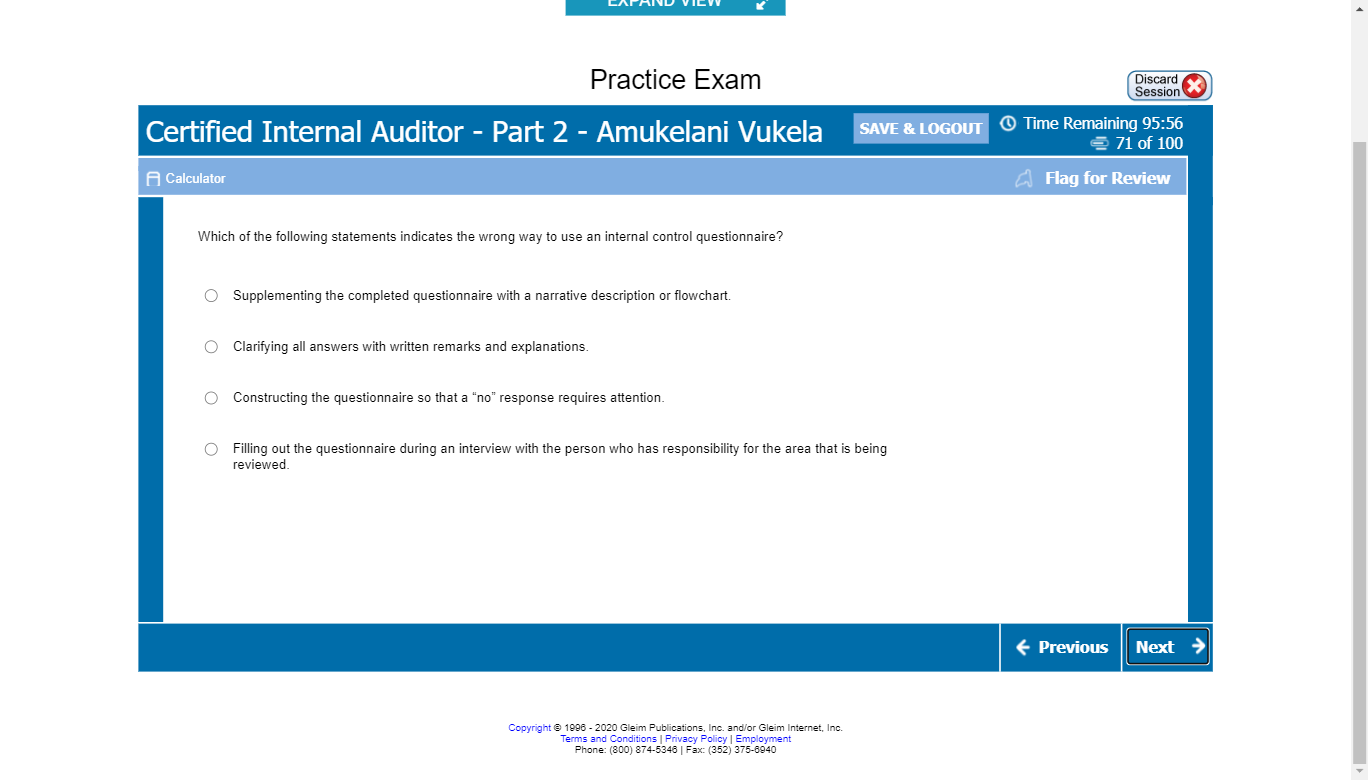 EXPAND VIEW
Practice Exam
Discard
Session
Certified Internal Auditor - Part 2 - Amukelani Vukela
SAVE & LOGOUT
Time Remaining 95:56
71 of 100
Calculator
Flag for Review
Which of the following statements indicates the wrong way to use an internal control questionnaire?
Supplementing the completed questionnaire with a narrative description or flowchart.
Clarifying all answers with written remarks and explanations.
Constructing the questionnaire so that a “no” response requires attention.
Filling out the questionnaire during an interview with the person who has responsibility for the area that is being
reviewed.
Previous
Next
Copyright © 1996 - 2020 Gleim Publications, Inc. and/or Gleim Internet, Inc.
Terms and Conditions | Privacy Policy | Employment
Phone: (800) 874-5346 | Fax: (352) 375-6940